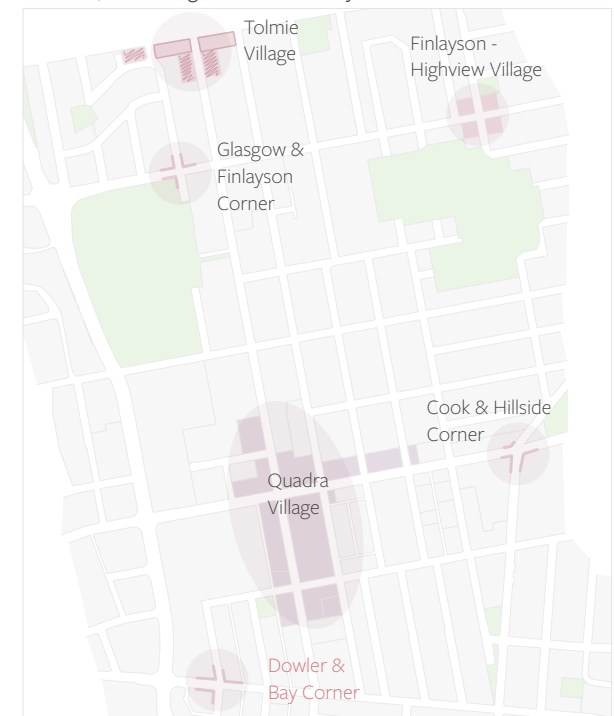 Tolmie
Village
Finlayson -
Highview Village
Glasgow &
Finlayson
Corner
Cook & Hillside
Corner
Quadra
Village
Dowler &
Bay Corner